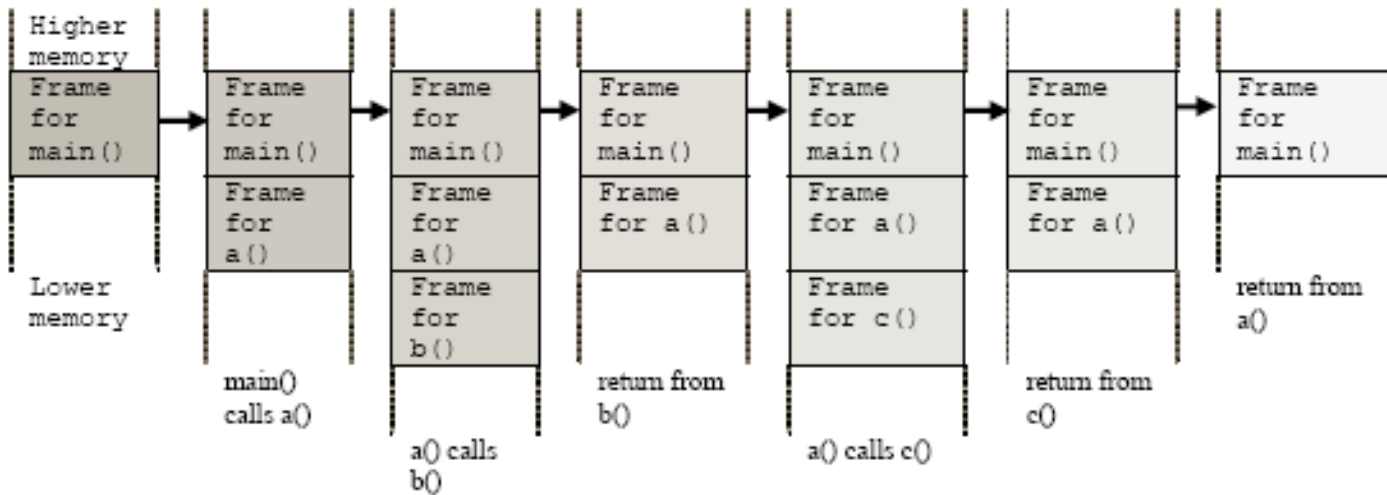 Higher
memory
Frame
for
main()
Lower
memory
Frame
for
main()
Frame
for
a()
main()
calls a()
Frame
for
main()
Frame
for
a()
Frame
for
b()
a() calls
b()
Frame
for
main()
Frame
for a()
return from
b()
Frame
for
main()
Frame
for a()
Frame
for c()
a() calls c()
Frame
for
main()
Frame
for a()
return from
c()
Frame
for
main()
return from
a()